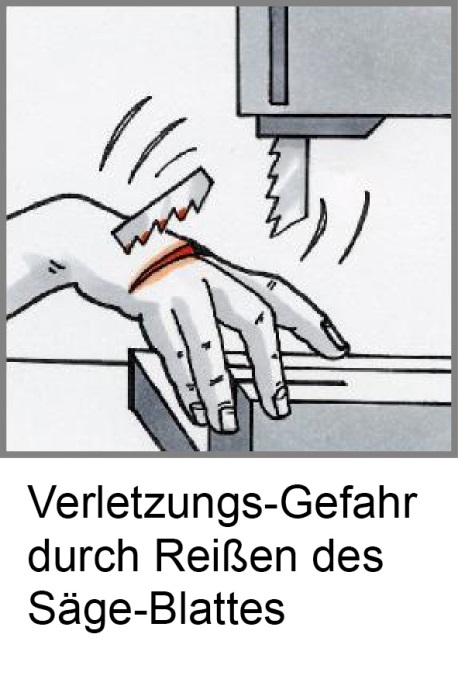 Verletzungs-Gefahr
durch Reißen des
Säge-Blattes